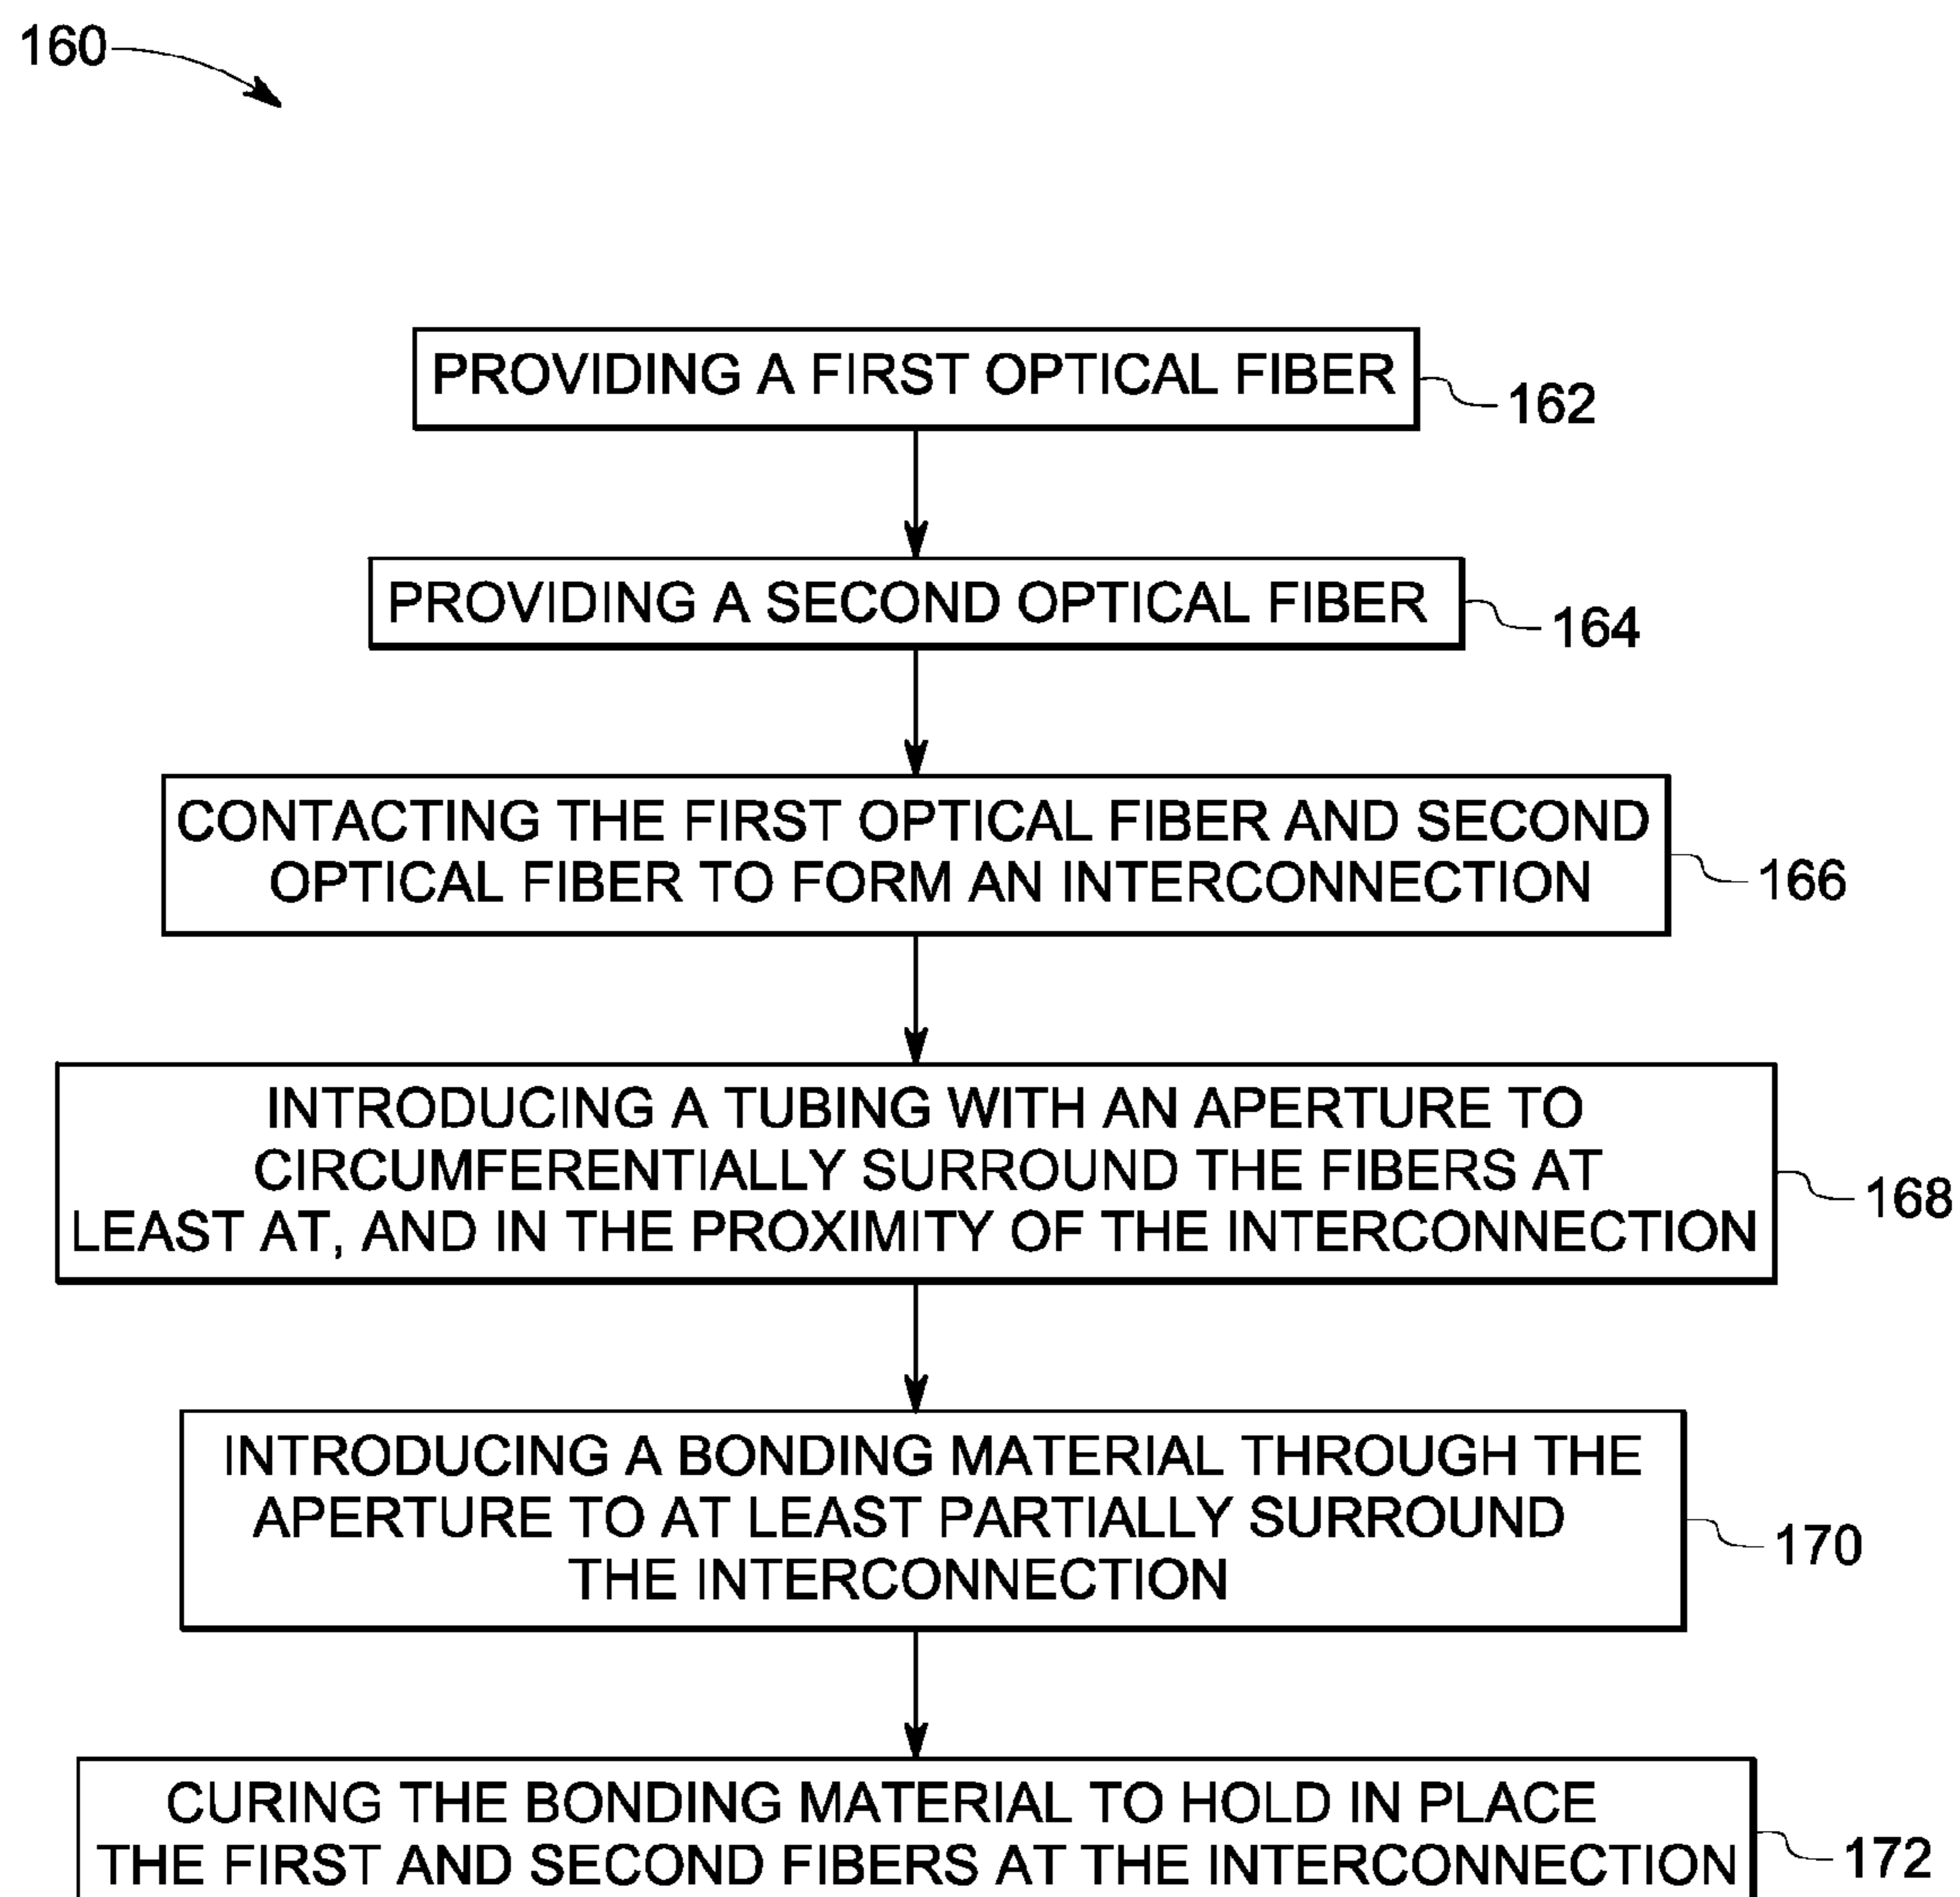 160
PROVIDING A FIRST OPTICAL FIBER
162
PROVIDING A SECOND OPTICAL FIBER
164
CONTACTING THE FIRST OPTICAL FIBER AND SECOND
OPTICAL FIBER TO FORM AN INTERCONNECTION
166
INTRODUCING A TUBING WITH AN APERTURE TO
CIRCUMFERENTIALLY SURROUND THE FIBERS AT
LEAST AT, AND IN THE PROXIMITY OF THE INTERCONNECTION
168
INTRODUCING A BONDING MATERIAL THROUGH THE
APERTURE TO AT LEAST PARTIALLY SURROUND
THE INTERCONNECTION
170
CURING THE BONDING MATERIAL TO HOLD IN PLACE
THE FIRST AND SECOND FIBERS AT THE INTERCONNECTION
172